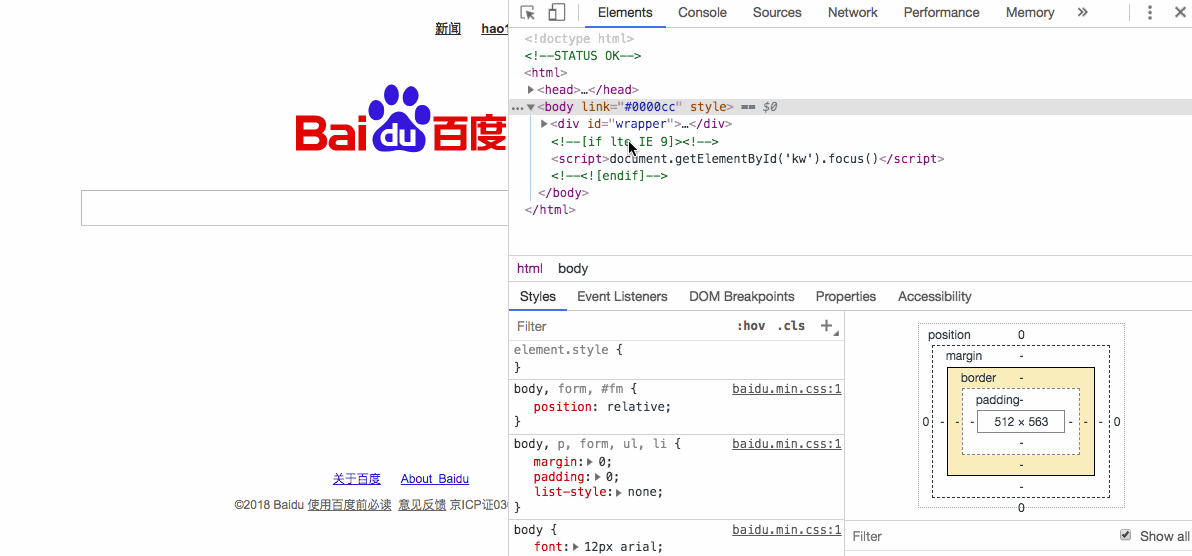 新闻 hao1
Bai du 百度
关于百度 About Baidu
©2018 Baidu 使用百度前必读 意见反馈 京ICP证03
Elements Console Sources Network Performance Memory »
<!doctype html>
<!--STATUS OK-->
<html>
▶<head>…</head>
…▼<body link="#0000cc" style> == $0
▶<div id="wrapper">…</div>
<!--[if lte IE 9]><!-->
<script>document.getElementById('kw').focus()</script>
<!--<![endif]-->
</body>
</html>
html body
Styles Event Listeners DOM Breakpoints Properties Accessibility
Filter :hov .cls +
element.style {
}
body, form, #fm { baidu.min.css:1
position: relative;
}
body, p, form, ul, li { baidu.min.css:1
margin:▶ 0;
padding:▶ 0;
list-style:▶ none;
}
body { baidu.min.css:1
font:▶ 12px arial;
position 0
margin -
border -
padding-
0 - - - 512 × 563 - - - 0
-
-
-
0
Filter Show all